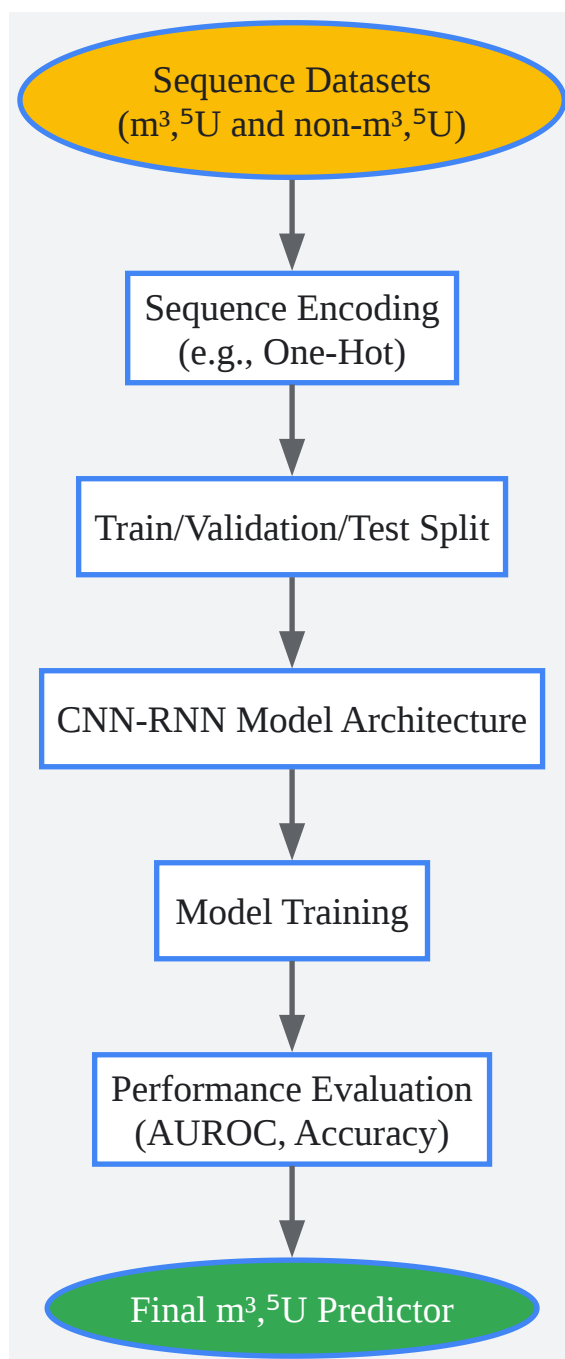 Sequence Datasets
(m³,⁵U and non-m³,⁵U)
Sequence Encoding
(e.g., One-Hot)
Train/Validation/Test Split
CNN-RNN Model Architecture
Model Training
Performance Evaluation
(AUROC, Accuracy)
Final m³,⁵U Predictor